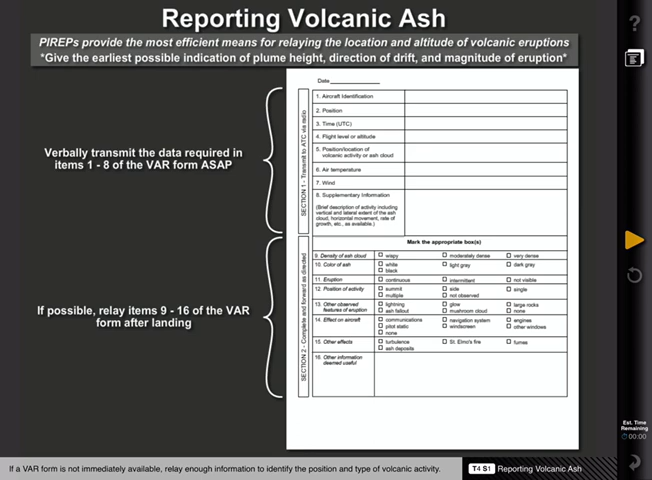 Reporting Volcanic Ash
PIREPs provide the most efficient means for relaying the location and altitude of volcanic eruptions
*Give the earliest possible indication of plume height, direction of drift, and magnitude of eruption*
Verbally transmit the data required in
items 1 - 8 of the VAR form ASAP
If possible, relay items 9 - 16 of the VAR
form after landing
Date
SECTION 1 - Transmit to ATC via radio
1. Aircraft Identification
2. Position
3. Time (UTC)
4. Flight level or altitude
5. Position/location of
volcanic activity or ash cloud
6. Air temperature
7. Wind
8. Supplementary Information
(Brief description of activity including
vertical and lateral extent of the ash
cloud, horizontal movement, rate of
growth, etc., as available.)
SECTION 2 - Complete and forward as directed
Mark the appropriate box(s)
9. Density of ash cloud wispy moderately dense very dense
10. Color of ash white light gray dark gray
black
11. Eruption continuous intermittent not visible
12. Position of activity summit side single
multiple not observed
13. Other observed lightning glow large rocks
features of eruption ash fallout mushroom cloud none
14. Effect on aircraft communications navigation system engines
pitot static windscreen other windows
none
15. Other effects turbulence St. Elmo's fire fumes
ash deposits
16. Other information
deemed useful
?
Est. Time
Remaining
00:00
If a VAR form is not immediately available, relay enough information to identify the position and type of volcanic activity.
T4 S1 Reporting Volcanic Ash